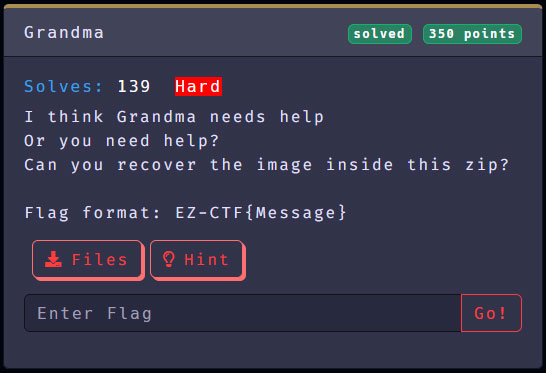 Grandma
solved 350 points
Solves: 139 Hard
I think Grandma needs help
Or you need help?
Can you recover the image inside this zip?
Flag format: EZ-CTF{Message}
Files Hint
Enter Flag Go!